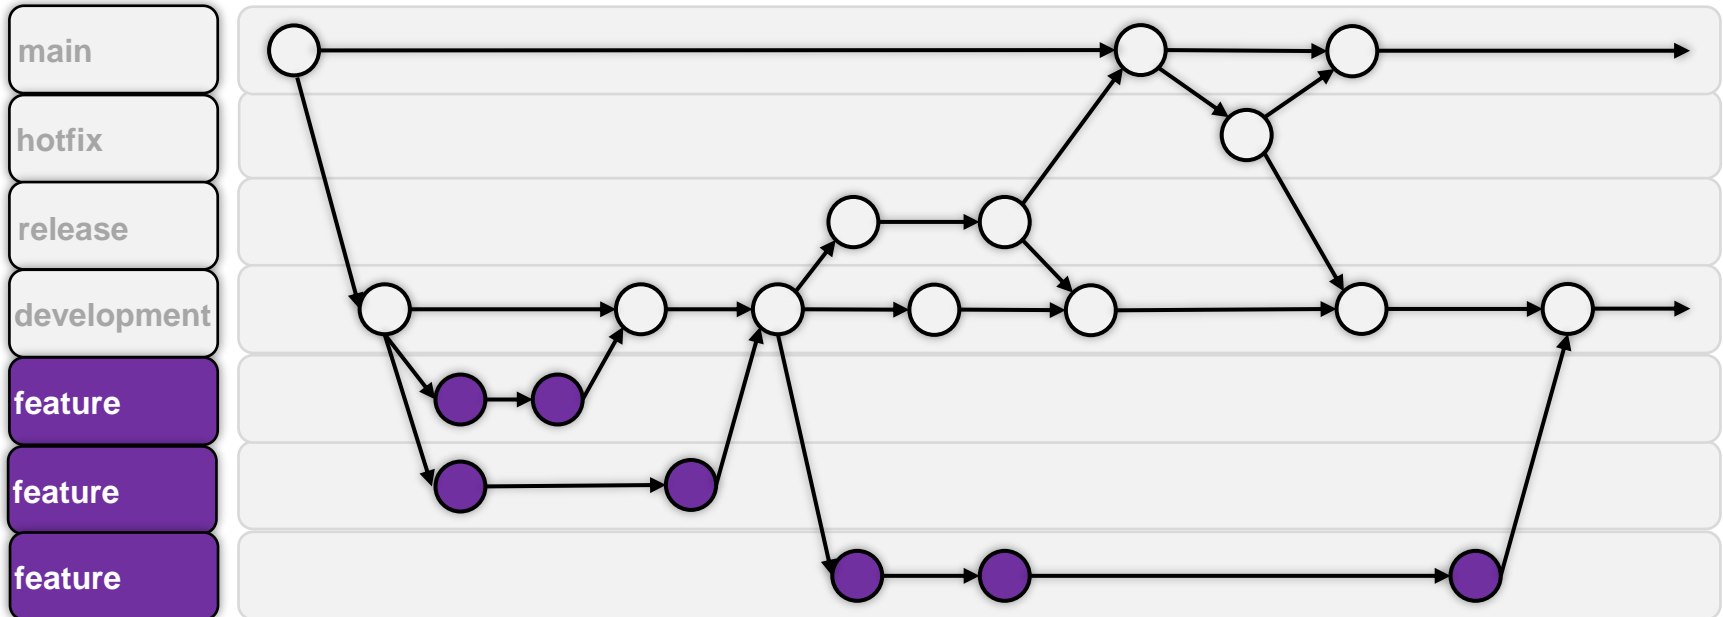 main
hotfix
release
development
feature
feature
feature